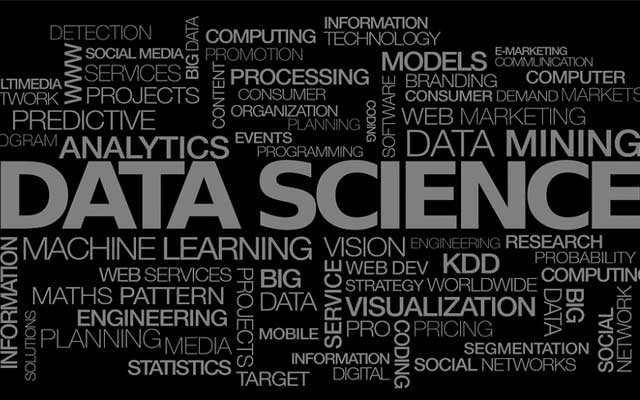 DETECTION
WWW
SOCIAL MEDIA
SERVICES
PROJECTS
BIG DATA
COMPUTING
PROMOTION
INFORMATION
TECHNOLOGY
CONTENT
PROCESSING
CONSUMER
ORGANIZATION
PLANNING
CODING
SOFTWARE
MODELS
E-MARKETING
COMMUNICATION
BRANDING
COMPUTER
CONSUMER DEMAND MARKETS
WEB MARKETING
LTIMEDIA
TWORK
PREDICTIVE
OGRAM
ANALYTICS
EVENTS
PROGRAMMING
DATA MINING
DATA SCIENCE
INFORMATION
MACHINE LEARNING
VISION
ENGINEERING
RESEARCH
PROBABILITY
WEB SERVICES
BIG
DATA
SERVICE
WEB DEV
KDD
COMPUTING
STRATEGY WORLDWIDE
MATHS PATTERN
PROJECTS
VISUALIZATION
BIG
DATA
SOCIAL
NETWORK
ENGINEERING
SOLUTIONS
PLANNING
MEDIA
MOBILE
PRO
CODING
PRICING
SEGMENTATION
STATISTICS
INFORMATION
DIGITAL
SOCIAL NETWORKS
TARGET